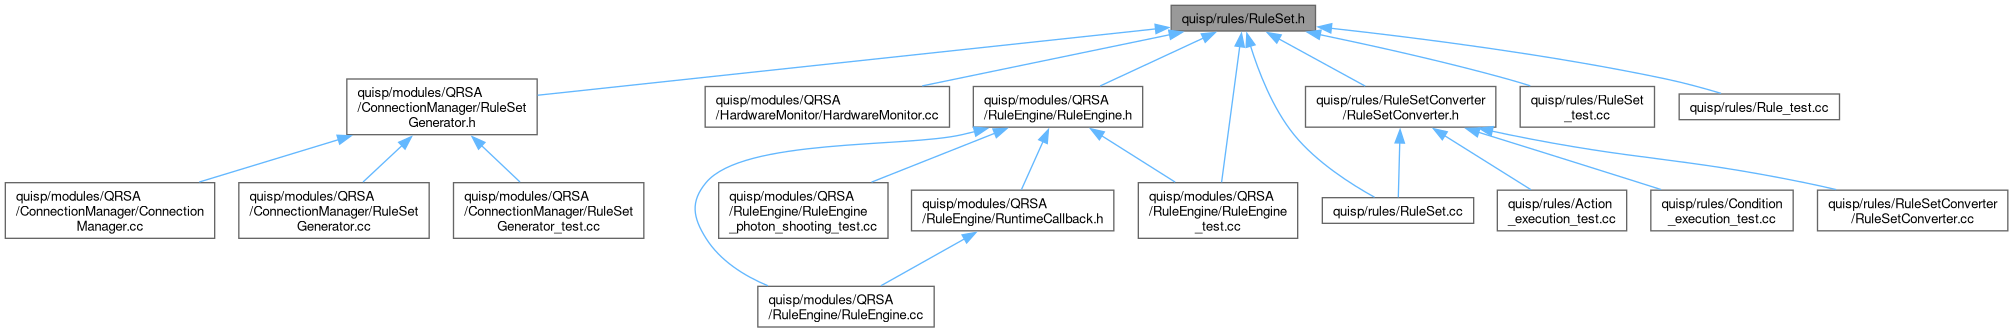 quisp/rules/RuleSet.h
quisp/modules/QRSA
/ConnectionManager/RuleSet
Generator.h
quisp/modules/QRSA
/HardwareMonitor/HardwareMonitor.cc
quisp/modules/QRSA
/RuleEngine/RuleEngine.h
quisp/rules/RuleSetConverter
/RuleSetConverter.h
quisp/rules/RuleSet
_test.cc
quisp/rules/Rule_test.cc
quisp/modules/QRSA
/ConnectionManager/Connection
Manager.cc
quisp/modules/QRSA
/ConnectionManager/RuleSet
Generator.cc
quisp/modules/QRSA
/ConnectionManager/RuleSet
Generator_test.cc
quisp/modules/QRSA
/RuleEngine/RuleEngine
_photon_shooting_test.cc
quisp/modules/QRSA
/RuleEngine/RuntimeCallback.h
quisp/modules/QRSA
/RuleEngine/RuleEngine
_test.cc
quisp/rules/RuleSet.cc
quisp/rules/Action
_execution_test.cc
quisp/rules/Condition
_execution_test.cc
quisp/rules/RuleSetConverter
/RuleSetConverter.cc
quisp/modules/QRSA
/RuleEngine/RuleEngine.cc